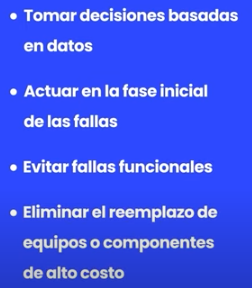 • Tomar decisiones basadas
en datos
• Actuar en la fase inicial
de las fallas
• Evitar fallas funcionales
• Eliminar el reemplazo de
equipos o componentes
de alto costo